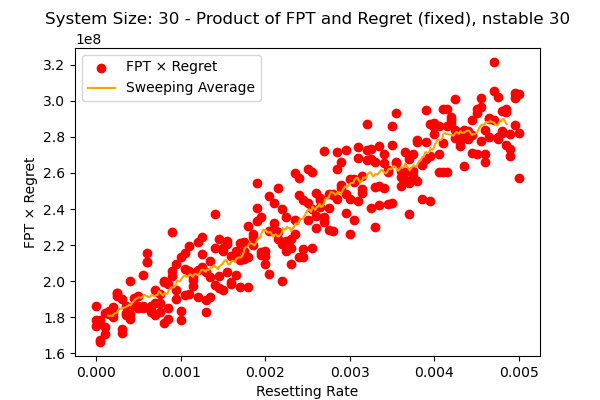 System Size: 30 - Product of FPT and Regret (fixed), nstable 30
1e8
FPT × Regret
Sweeping Average
3.2
3.0
2.8
2.6
2.4
2.2
2.0
1.8
1.6
FPT × Regret
0.000 0.001 0.002 0.003 0.004 0.005
Resetting Rate